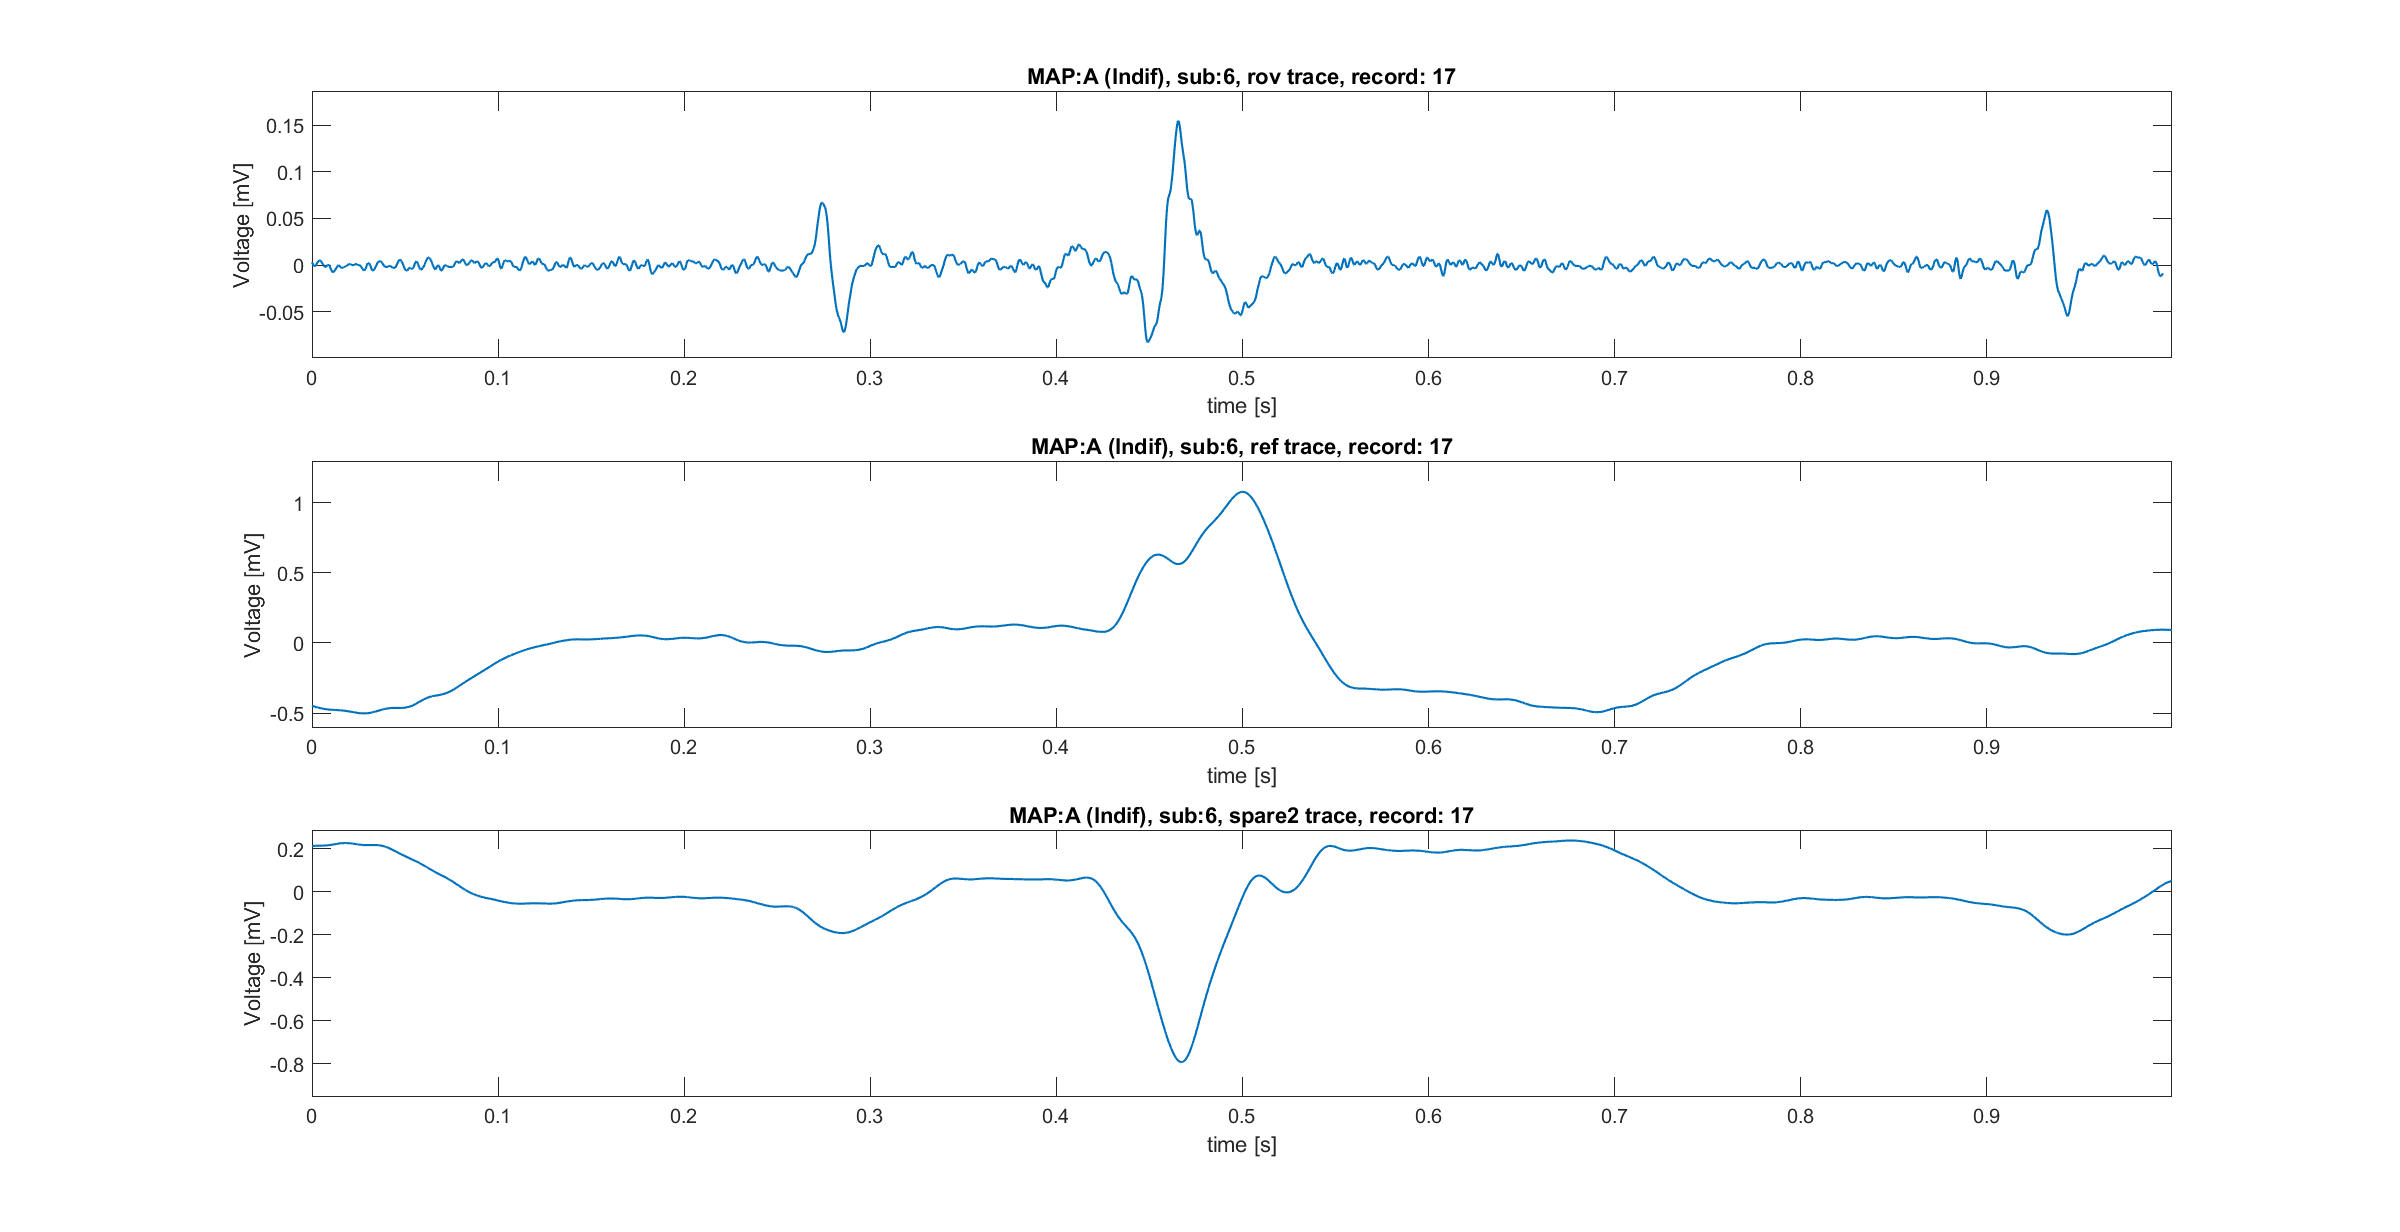 MAP:A (Indif), sub:6, rov trace, record: 17
Voltage [mV]
0.15
0.1
0.05
0
-0.05
0 0.1 0.2 0.3 0.4 0.5 0.6 0.7 0.8 0.9
time [s]
MAP:A (Indif), sub:6, ref trace, record: 17
Voltage [mV]
1
0.5
0
-0.5
0 0.1 0.2 0.3 0.4 0.5 0.6 0.7 0.8 0.9
time [s]
MAP:A (Indif), sub:6, spare2 trace, record: 17
Voltage [mV]
0.2
0
-0.2
-0.4
-0.6
-0.8
0 0.1 0.2 0.3 0.4 0.5 0.6 0.7 0.8 0.9
time [s]